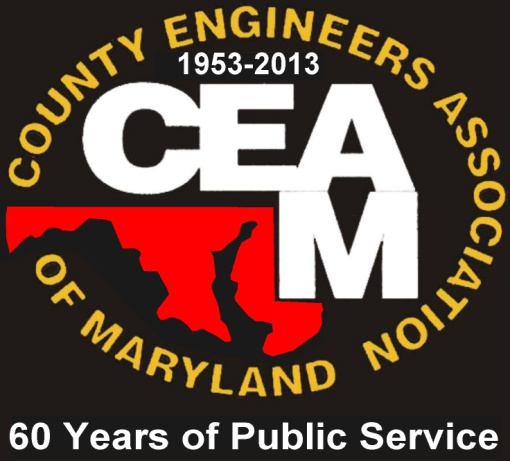 COUNTY ENGINEERS ASSOCIATION
1953-2013
CEA
M
OF MARYLAND
60 Years of Public Service